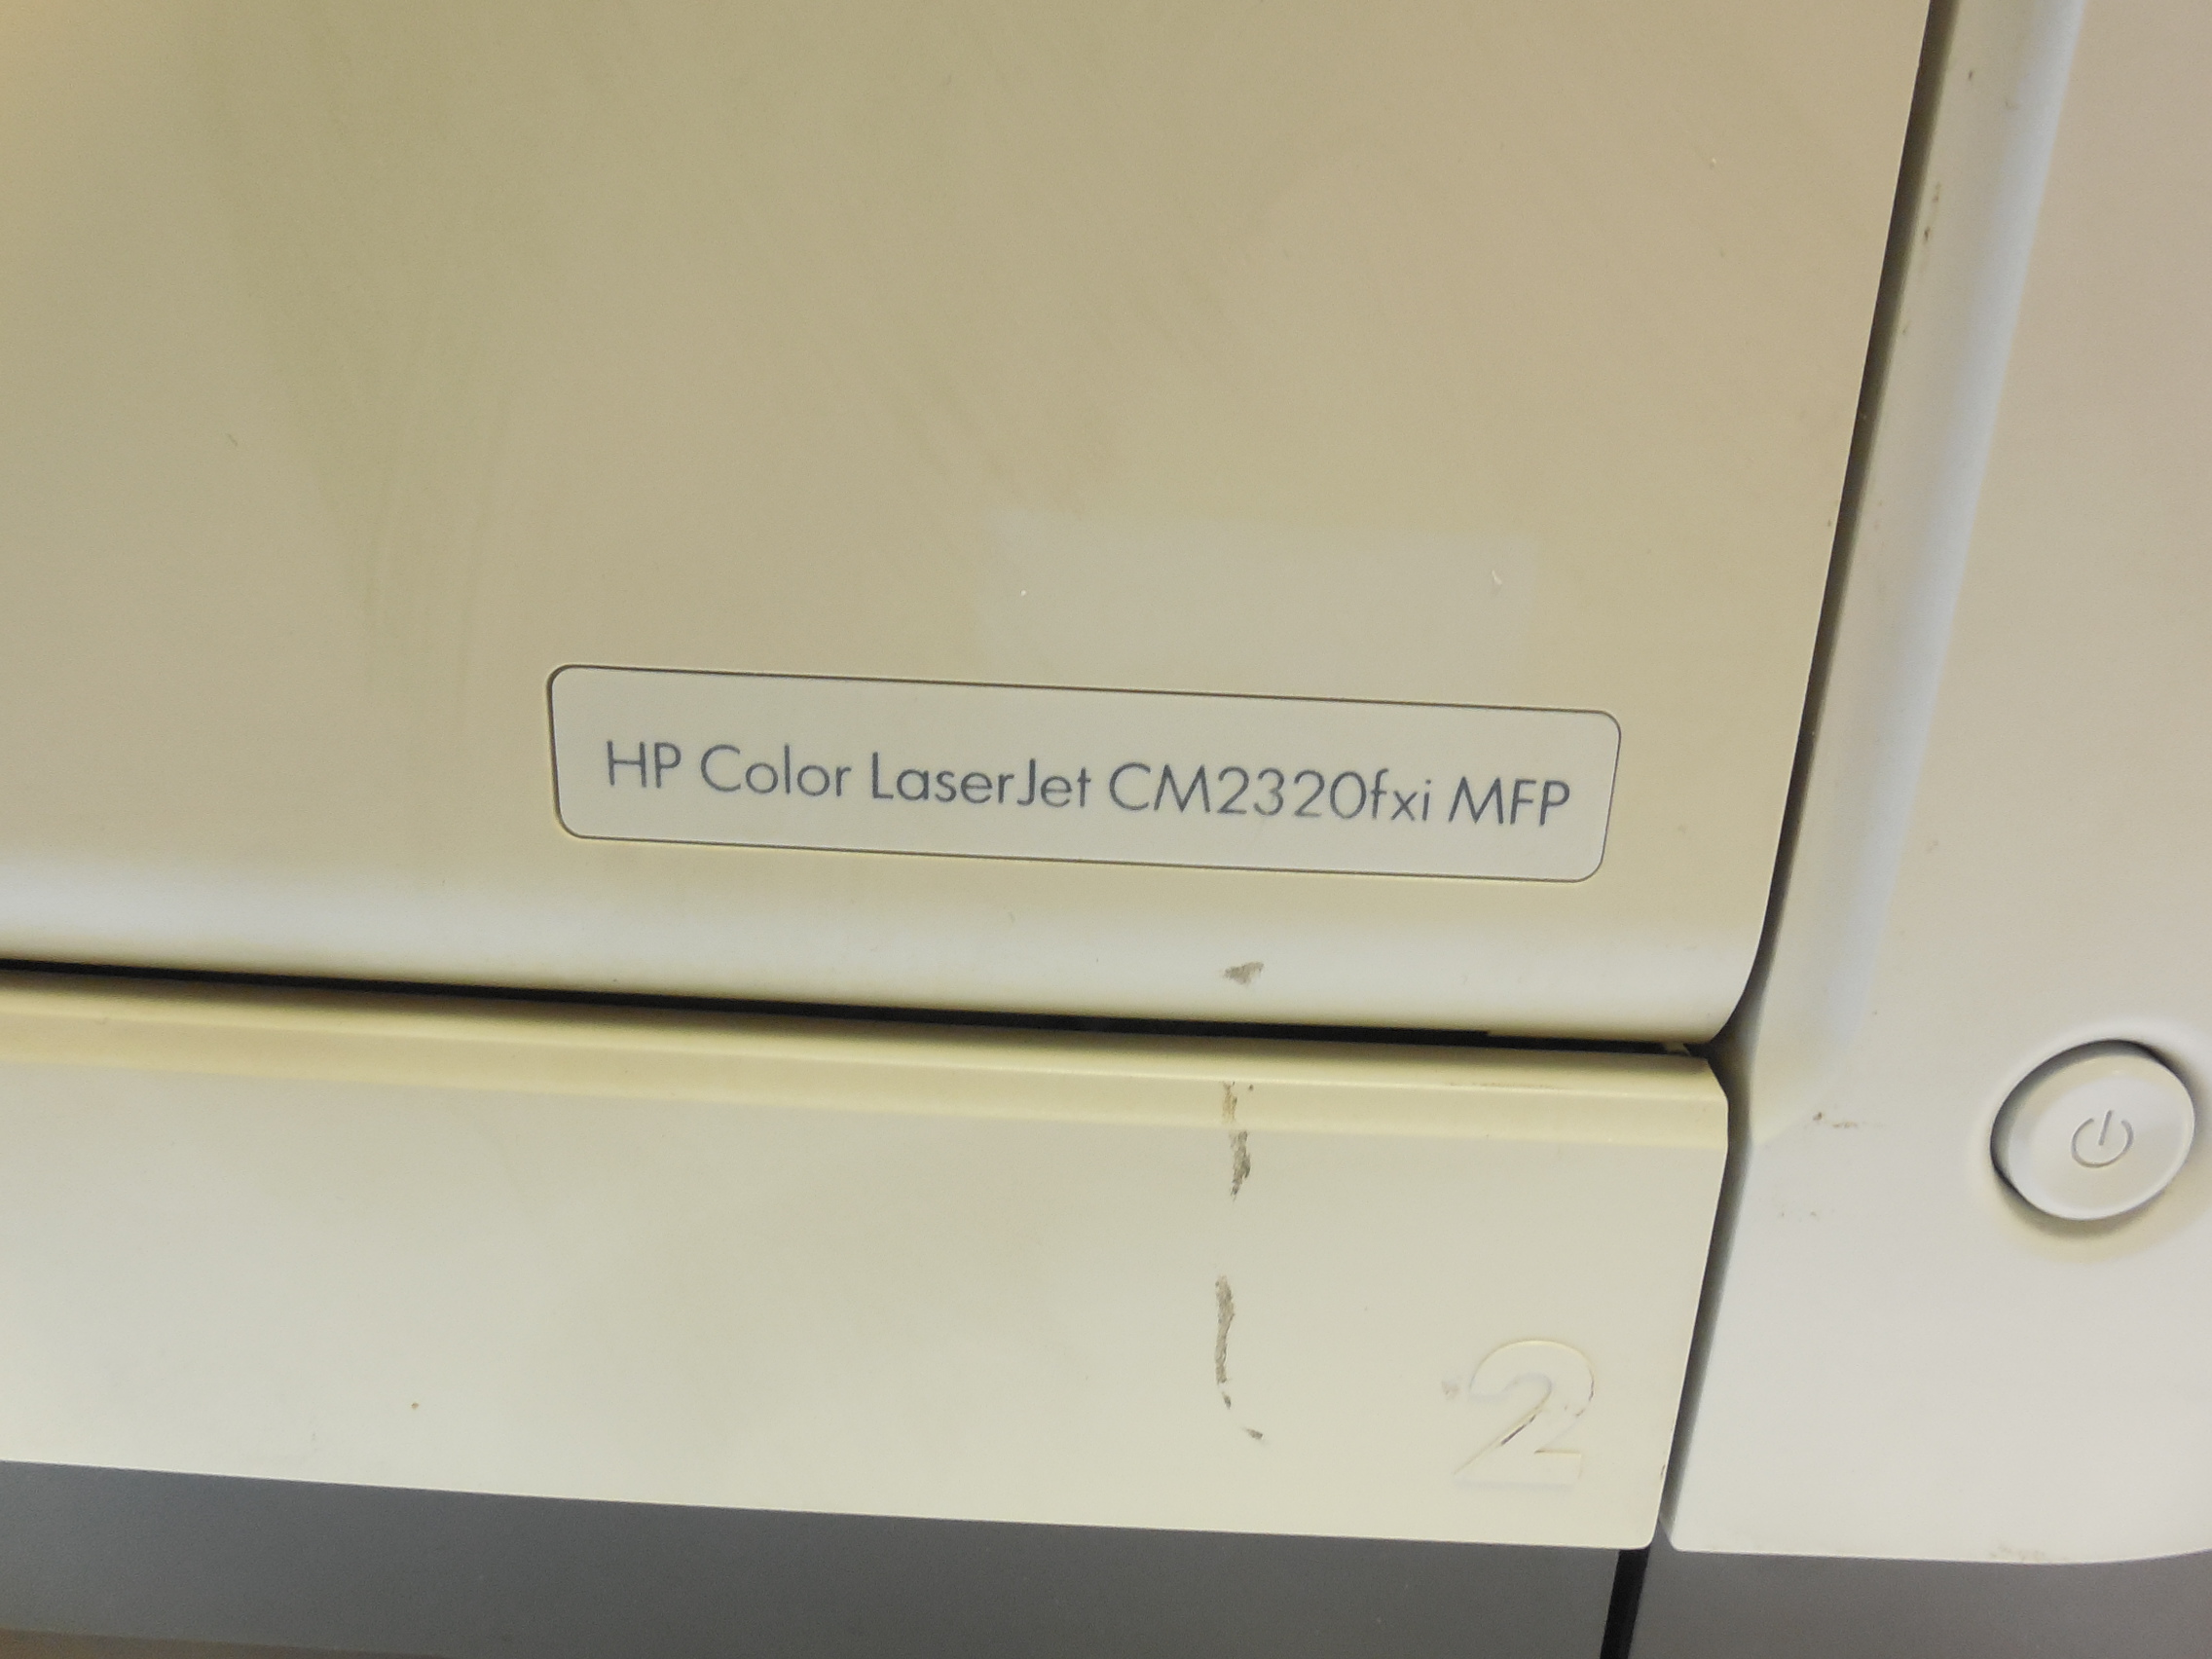 HP Color LaserJet CM2320fxi MFP
2